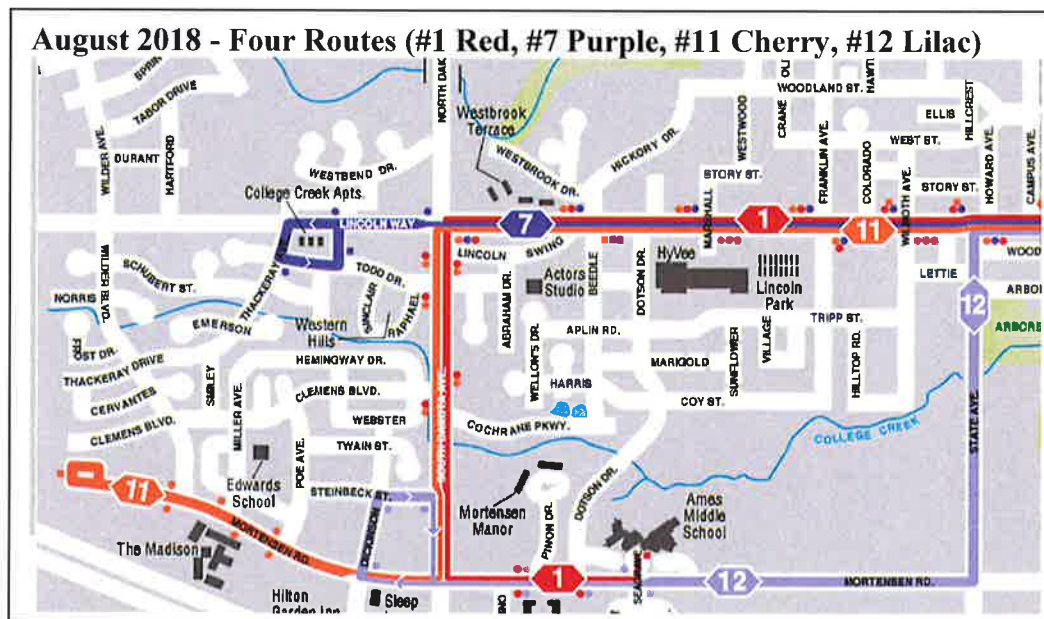 August 2018 - Four Routes (#1 Red, #7 Purple, #11 Cherry, #12 Lilac)
TABOR DRIVE
WILDER AVE.
DURANT
HARTFORD
WESTBEND DR.
College Creek Apts.
NORTH DAK
Westbrook
Terrace
WESTBROOK DR.
HICKORY DR.
WOODLAND ST.
WESTWOOD
CRANE
FRANKLIN AVE.
COLORADO
HAWT
ELLIS
WEST ST.
HILLCREST
HOWARD AVE.
CAMPUS AVE.
STORY ST.
STORY ST.
MARSHALL
WILMOTH AVE.
LINCOLN WAY
7
1
11
LINCOLN
SWING
Actors
Studio
BEEDLE
DOTSON DR.
HyVee
Lincoln
Park
LETTIE
WOOD
ARBO
ARBORE
12
WILDER BLVD.
SCHUBERT ST.
THACKERAY AVE.
TODD DR.
SINCLAIR
RAPHAEL
ABRAHAM DR.
APLIN RD.
TRIPP ST.
NORRIS
EMERSON
Western
Hills
HEMINGWAY DR.
WELLON'S DR.
MARIGOLD
SUNFLOWER
VILLAGE
HILLTOP RD.
FROST DR.
THACKERAY DRIVE
SIBLEY
CERVANTES
CLEMENS BLVD.
CLEMENS BLVD.
MILLER AVE.
WEBSTER
HARRIS
COY ST.
COCHRANE PKWY.
COLLEGE CREEK
STATE AVE.
SOUTH DAKOTA AVE.
TWAIN ST.
POE AVE.
Edwards
School
STEINBECK ST.
DICKINSON
11
MORTENSEN RD.
The Madison
Mortensen
Manor
PINON DR.
DOTSON DR.
Ames
Middle
School
1
12
MORTENSEN RD.
Hilton
Garden Inn
Sleep